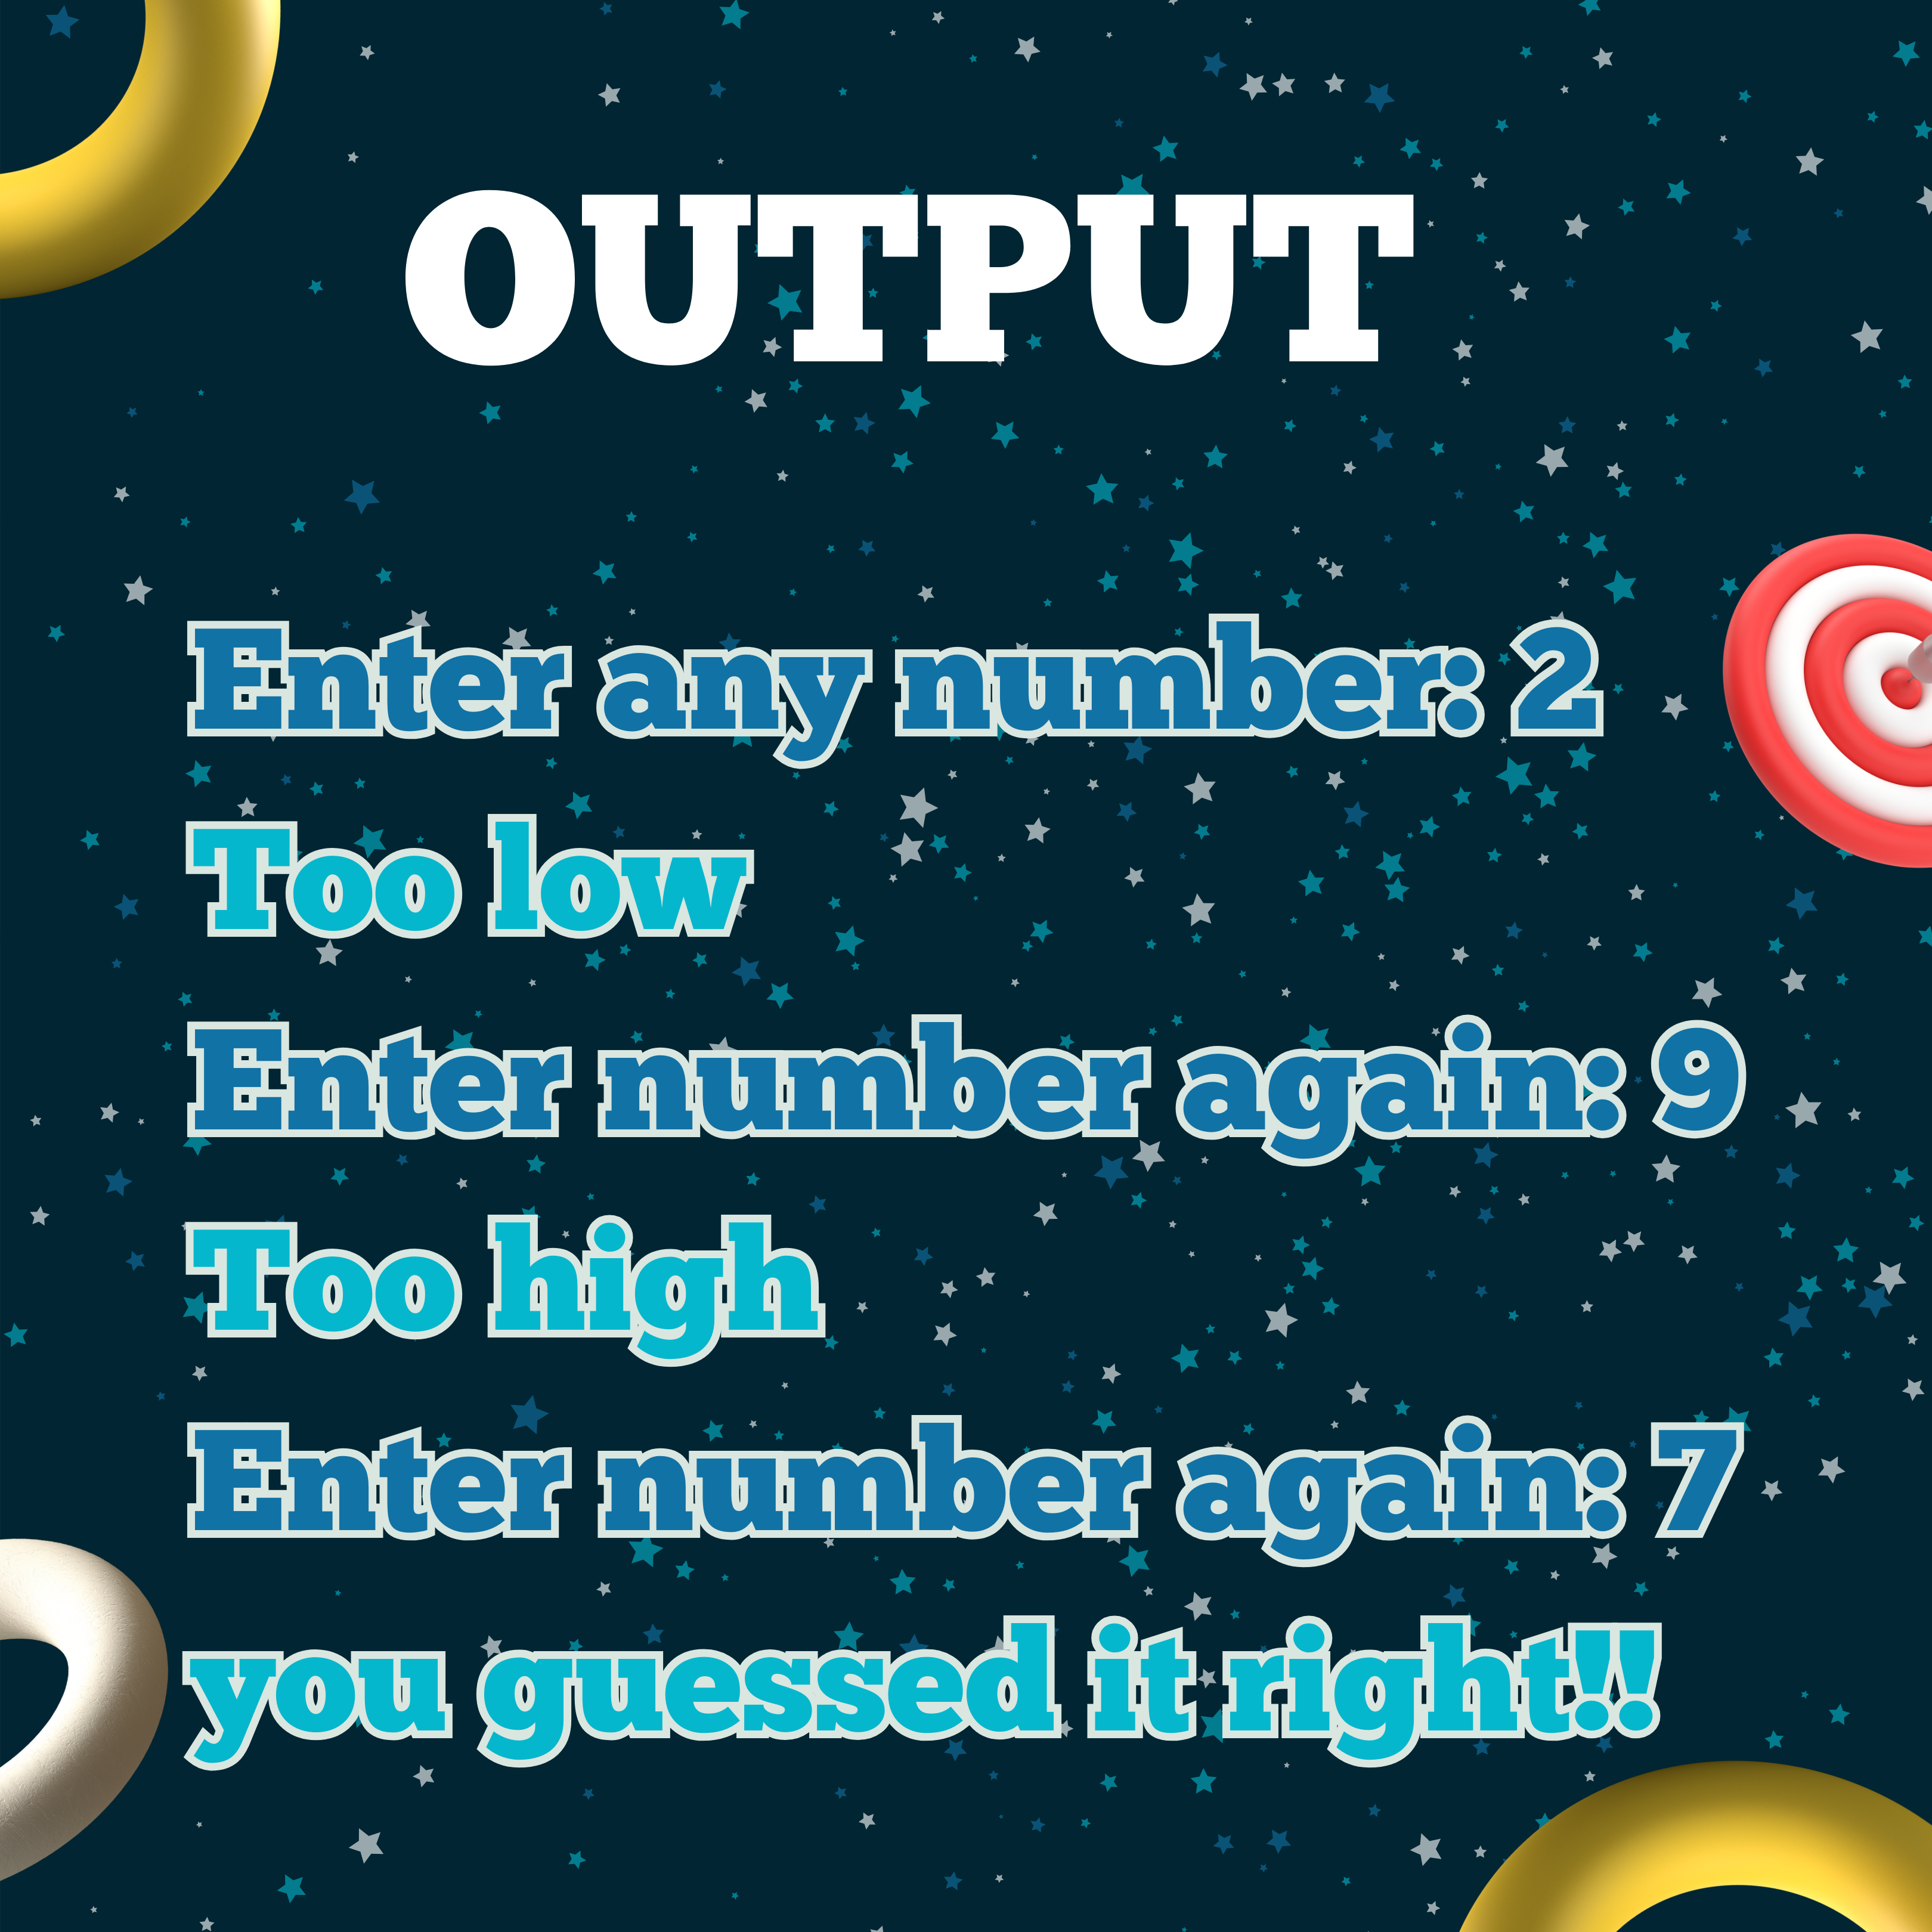 OUTPUT
Enter any number: 2
Too low
Enter number again: 9
Too high
Enter number again: 7
you guessed it right!!